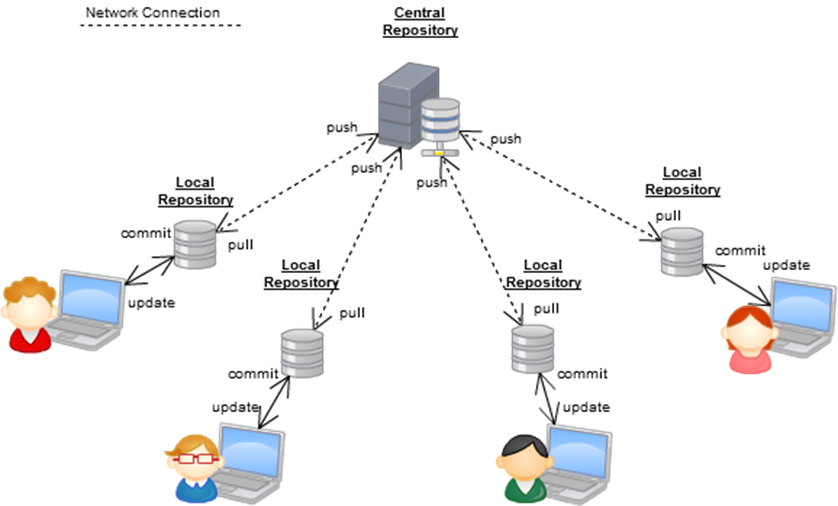 Network Connection
Central
Repository
push
push
push
push
Local
Repository
commit
pull
update
Local
Repository
pull
commit
update
Local
Repository
pull
commit
update
Local
Repository
pull
commit
update